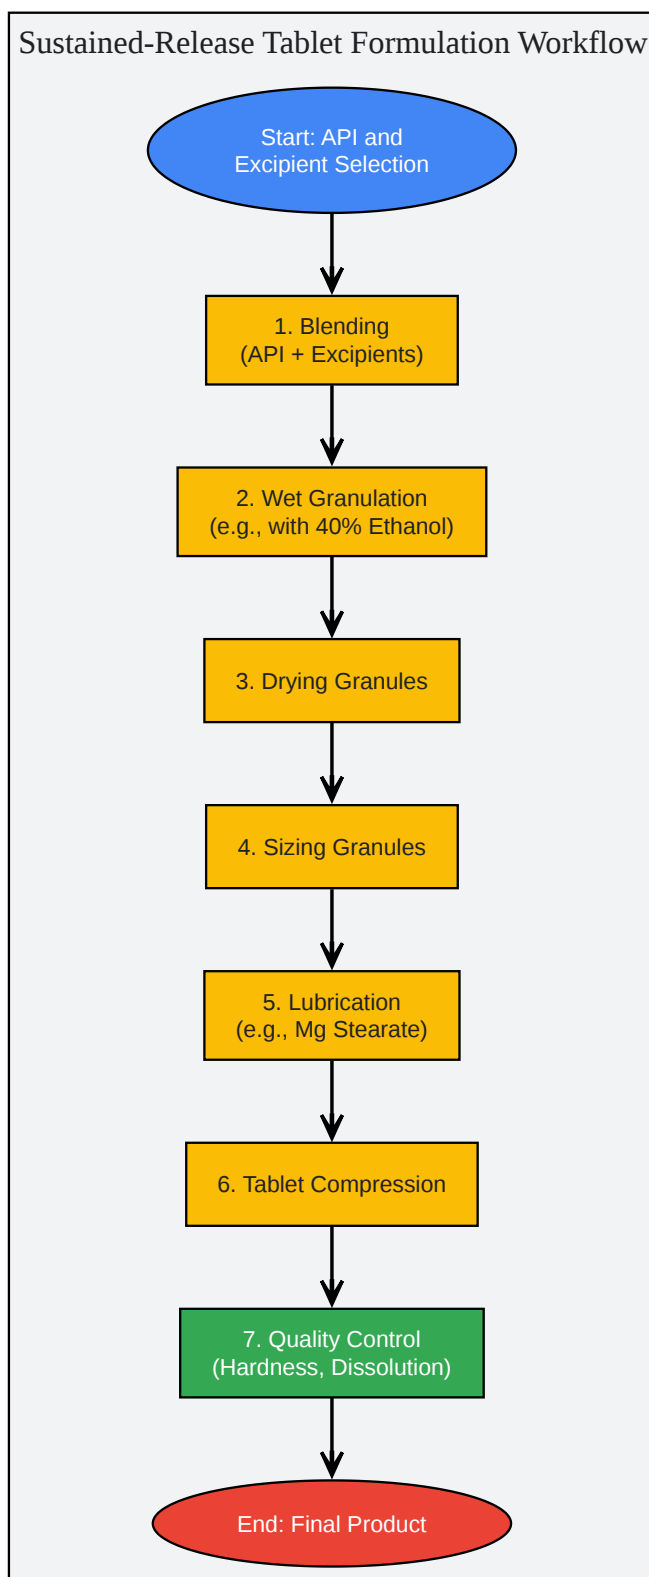 Sustained-Release Tablet Formulation Workflow
Start: API and
Excipient Selection
1. Blending
(API + Excipients)
2. Wet Granulation
(e.g., with 40% Ethanol)
3. Drying Granules
4. Sizing Granules
5. Lubrication
(e.g., Mg Stearate)
6. Tablet Compression
7. Quality Control
(Hardness, Dissolution)
End: Final Product